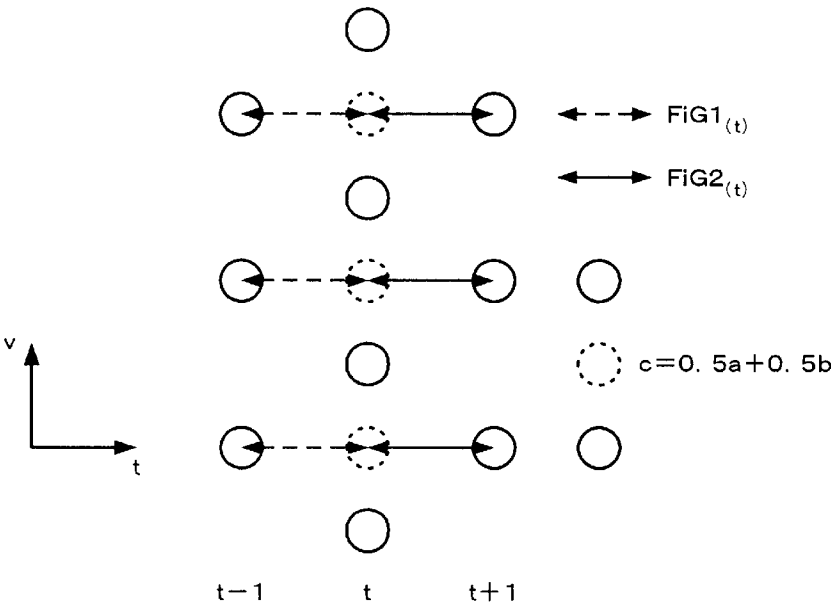 FiG1(t)
FiG2(t)
v
c=0. 5a+0. 5b
t
t−1 t t+1